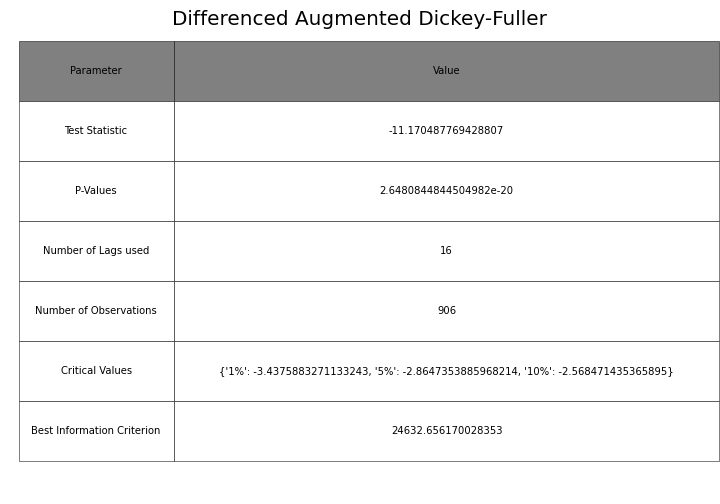 Differenced Augmented Dickey-Fuller
Parameter Value
Test Statistic -11.170487769428807
P-Values 2.6480844844504982e-20
Number of Lags used 16
Number of Observations 906
Critical Values {'1%': -3.4375883271133243, '5%': -2.8647353885968214, '10%': -2.568471435365895}
Best Information Criterion 24632.656170028353